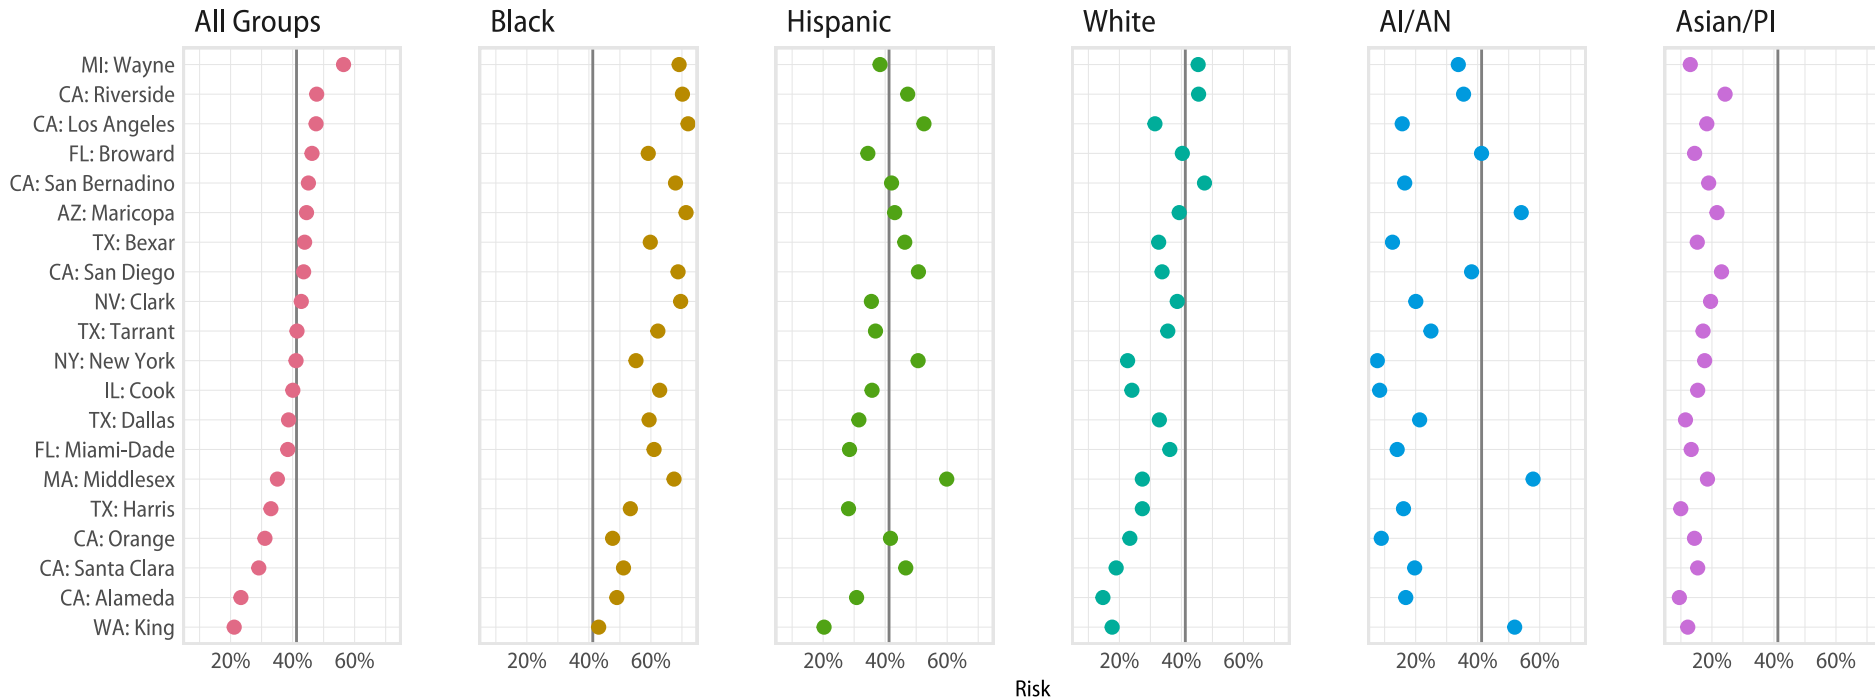 All Groups Black Hispanic White AI/AN Asian/PI
MI: Wayne
CA: Riverside
CA: Los Angeles
FL: Broward
CA: San Bernadino
AZ: Maricopa
TX: Bexar
CA: San Diego
NV: Clark
TX: Tarrant
NY: New York
IL: Cook
TX: Dallas
FL: Miami-Dade
MA: Middlesex
TX: Harris
CA: Orange
CA: Santa Clara
CA: Alameda
WA: King
20% 40% 60% 20% 40% 60% 20% 40% 60% 20% 40% 60% 20% 40% 60% 20% 40% 60%
Risk